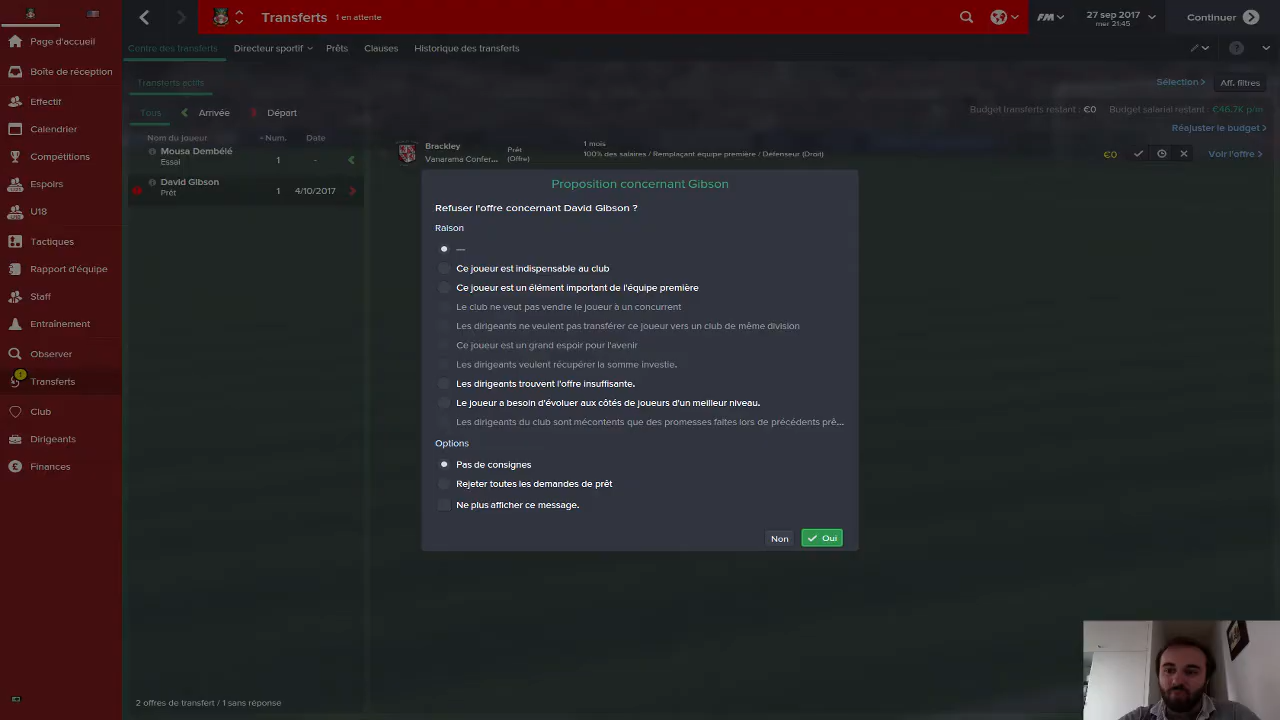 Transferts 1 en attente
FM
27 sep 2017
mer 21:45
Continuer
Page d'accueil
Boîte de réception
Effectif
Calendrier
Compétitions
Espoirs
U18
Tactiques
Rapport d'équipe
Staff
Entraînement
Observer
Transferts
Club
Dirigeants
Finances
Centre des transferts Directeur sportif Prêts Clauses Historique des transferts
Transferts actifs
Sélection > Aff. filtres
Tous Arrivée Départ
Budget transferts restant : €0 Budget salarial restant : €46.7K p/m
Réajuster le budget >
Nom du joueur Num. Date
Mousa Dembélé 1 -
Essai
David Gibson 1 4/10/2017
Prêt
Brackley
Vanarama Confer...
Prêt
(Offre)
1 mois
100% des salaires / Remplaçant équipe première / Défenseur (Droit)
€0 Voir l'offre >
Proposition concernant Gibson
Refuser l'offre concernant David Gibson ?
Raison
—
Ce joueur est indispensable au club
Ce joueur est un élément important de l'équipe première
Le club ne veut pas vendre le joueur à un concurrent
Les dirigeants ne veulent pas transférer ce joueur vers un club de même division
Ce joueur est un grand espoir pour l'avenir
Les dirigeants veulent récupérer la somme investie.
Les dirigeants trouvent l'offre insuffisante.
Le joueur a besoin d'évoluer aux côtés de joueurs d'un meilleur niveau.
Les dirigeants du club sont mécontents que des promesses faites lors de précédents prê...
Options
Pas de consignes
Rejeter toutes les demandes de prêt
Ne plus afficher ce message.
Non Oui
2 offres de transfert / 1 sans réponse